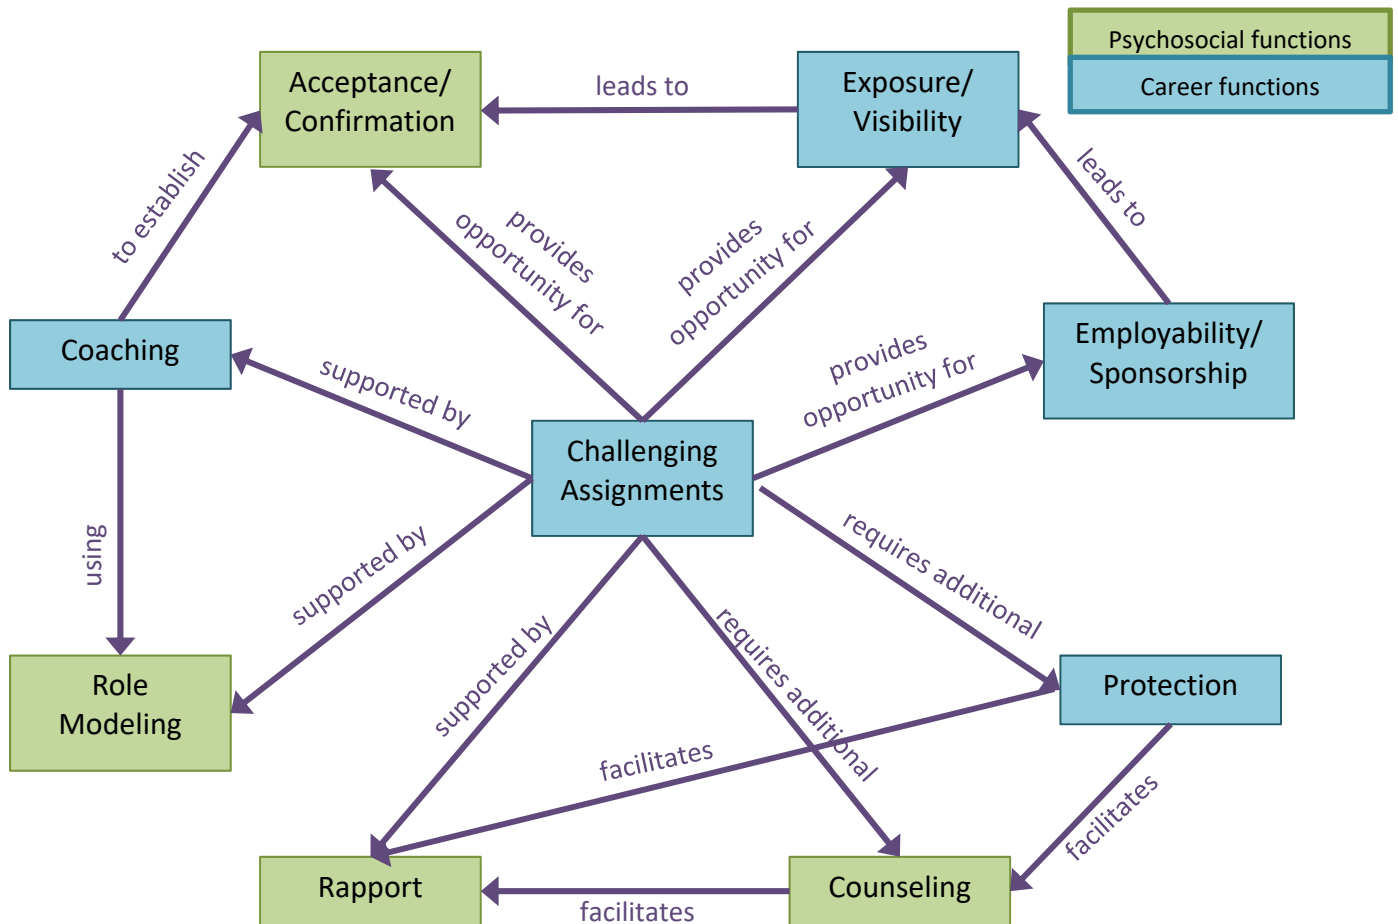 Psychosocial functions
Career functions
Acceptance/
Confirmation
leads to
Exposure/
Visibility
to establish
provides
opportunity for
provides
opportunity for
leads to
Coaching
supported by
provides
opportunity for
Employability/
Sponsorship
Challenging
Assignments
using
supported by
supported by
requires additional
requires additional
Role
Modeling
Protection
facilitates
facilitates
Rapport
facilitates
Counseling